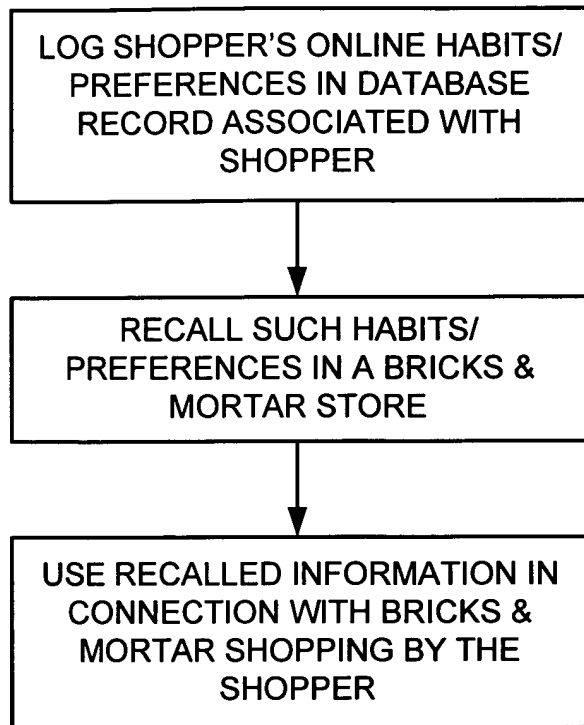 LOG SHOPPER'S ONLINE HABITS/
PREFERENCES IN DATABASE
RECORD ASSOCIATED WITH
SHOPPER
RECALL SUCH HABITS/
PREFERENCES IN A BRICKS &
MORTAR STORE
USE RECALLED INFORMATION IN
CONNECTION WITH BRICKS &
MORTAR SHOPPING BY THE
SHOPPER